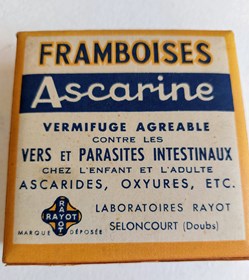 FRAMBOISES
Ascarine
VERMIFUGE AGREABLE
CONTRE LES
VERS ET PARASITES INTESTINAUX
CHEZ L'ENFANT ET L'ADULTE
ASCARIDES, OXYURES, ETC.
RAYOT
RAYOT
MARQUE DÉPOSÉE
LABORATOIRES RAYOT
SELONCOURT (Doubs)